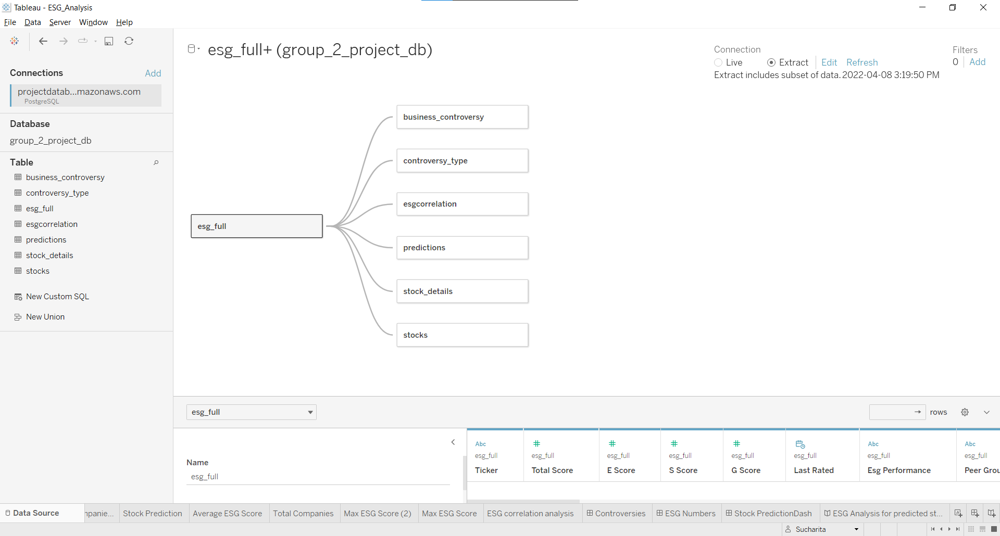 Tableau - ESG_Analysis
File Data Server Window Help
Connections Add
projectdatab...mazonaws.com
PostgreSQL
Database
group_2_project_db
Table
business_controversy
controversy_type
esg_full
esgcorrelation
predictions
stock_details
stocks
New Custom SQL
New Union
esg_full+ (group_2_project_db)
Connection
Live Extract Edit Refresh
Extract includes subset of data. 2022-04-08 3:19:50 PM
Filters
0 Add
esg_full
business_controversy
controversy_type
esgcorrelation
predictions
stock_details
stocks
esg_full
rows
Name
esg_full
Abc Abc Abc
esg_full esg_full esg_full esg_full esg_full esg_full esg_full esg_full
Ticker Total Score E Score S Score G Score Last Rated Esg Performance Peer Grou
Data Source npanie... Stock Prediction Average ESG Score Total Companies Max ESG Score (2) Max ESG Score ESG correlation analysis Controversies ESG Numbers Stock PredictionDash ESG Analysis for predicted st...
Sucharita